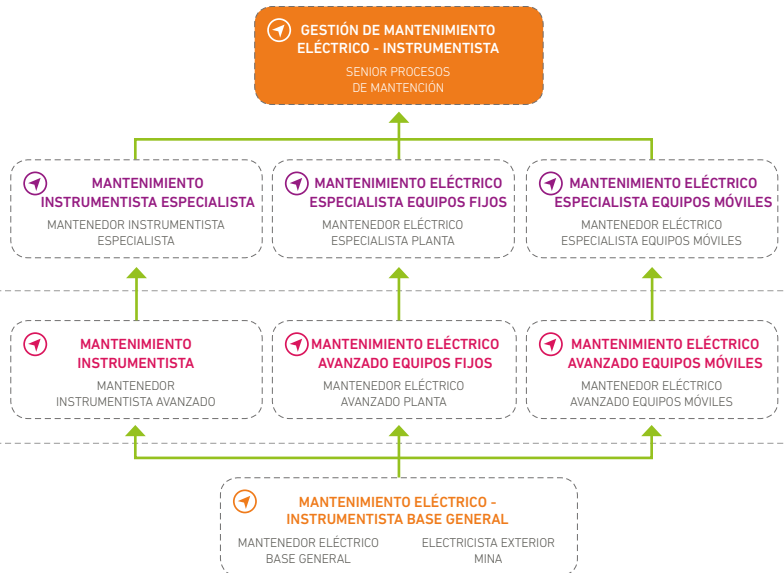 GESTIÓN DE MANTENIMIENTO
ELÉCTRICO - INSTRUMENTISTA
SENIOR PROCESOS
DE MANTENCIÓN
MANTENIMIENTO
INSTRUMENTISTA ESPECIALISTA
MANTENEDOR INSTRUMENTISTA
ESPECIALISTA
MANTENIMIENTO ELÉCTRICO
ESPECIALISTA EQUIPOS FIJOS
MANTENEDOR ELÉCTRICO
ESPECIALISTA PLANTA
MANTENIMIENTO ELÉCTRICO
ESPECIALISTA EQUIPOS MÓVILES
MANTENEDOR ELÉCTRICO
ESPECIALISTA EQUIPOS MÓVILES
MANTENIMIENTO
INSTRUMENTISTA
MANTENEDOR
INSTRUMENTISTA AVANZADO
MANTENIMIENTO ELÉCTRICO
AVANZADO EQUIPOS FIJOS
MANTENEDOR ELÉCTRICO
AVANZADO PLANTA
MANTENIMIENTO ELÉCTRICO
AVANZADO EQUIPOS MÓVILES
MANTENEDOR ELÉCTRICO
AVANZADO EQUIPOS MÓVILES
MANTENIMIENTO ELÉCTRICO -
INSTRUMENTISTA BASE GENERAL
MANTENEDOR ELÉCTRICO
BASE GENERAL
ELECTRICISTA EXTERIOR
MINA